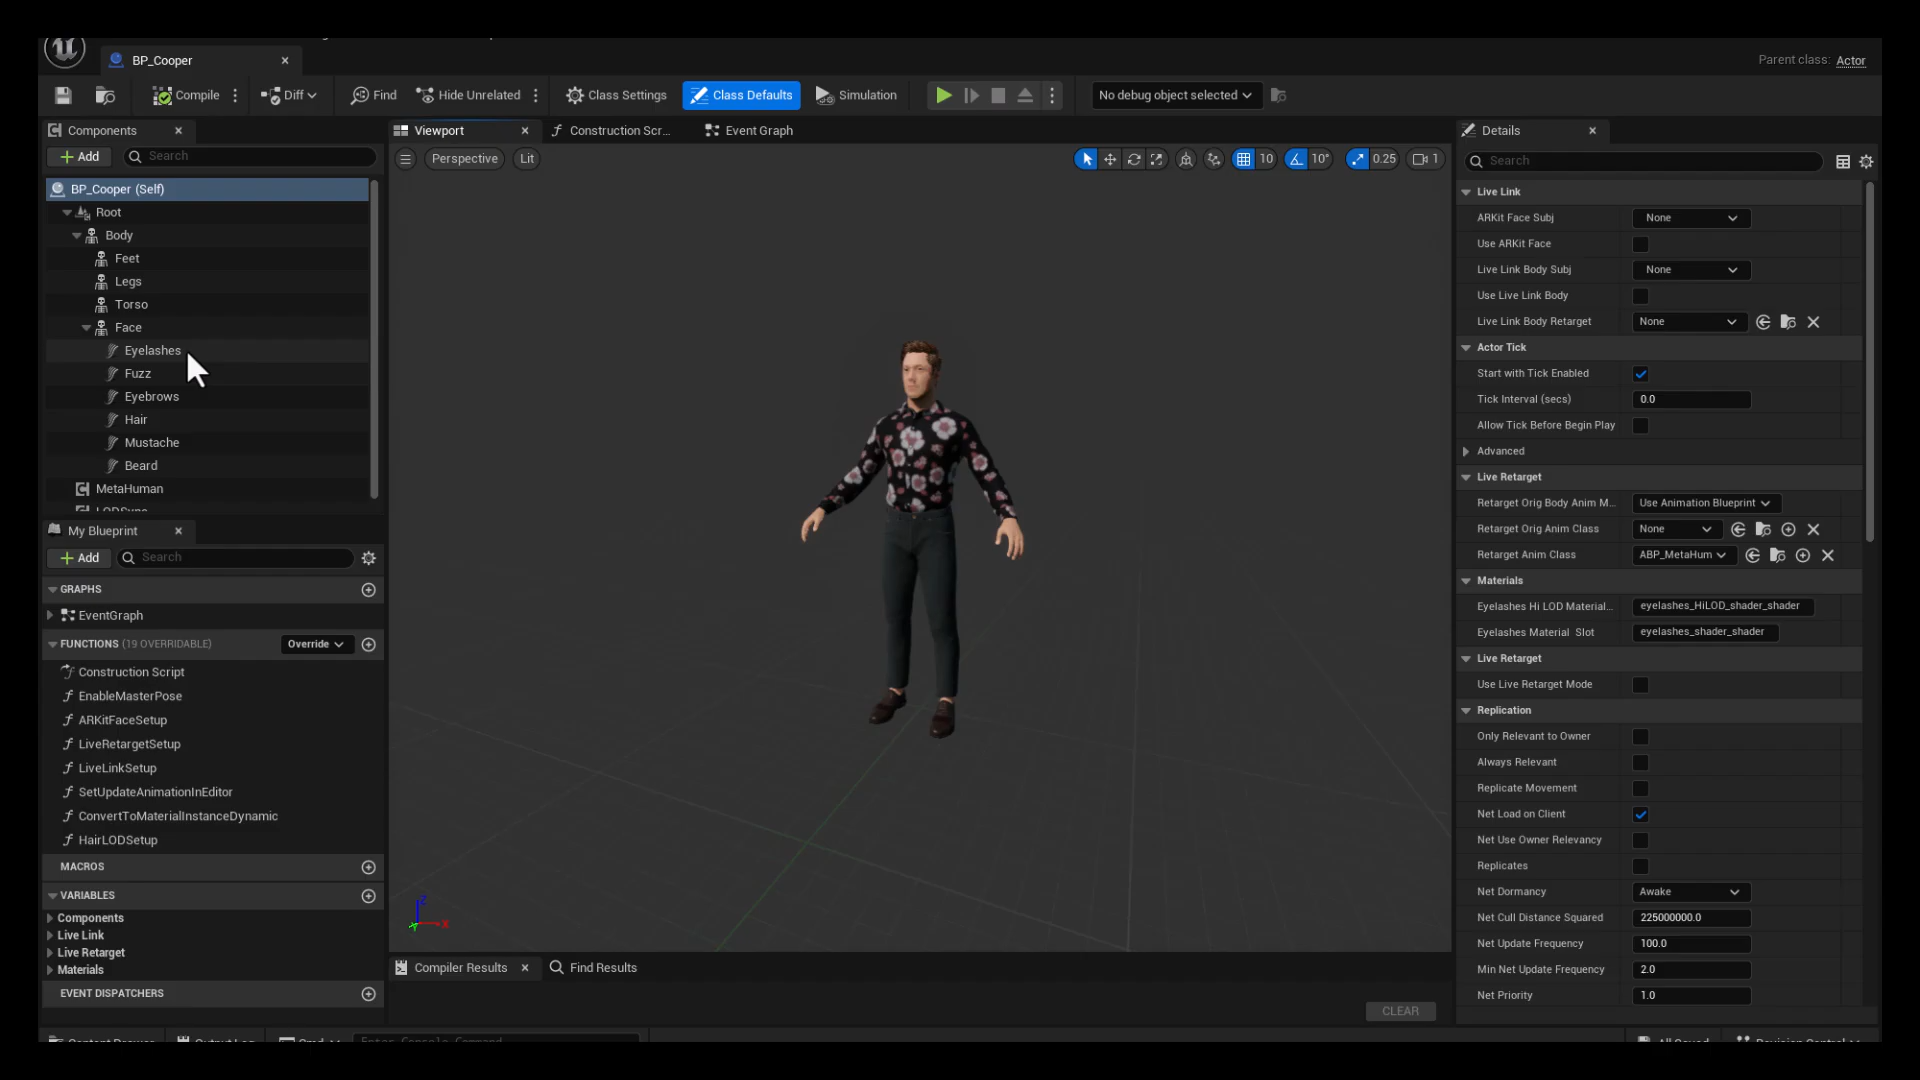 BP_Cooper
Parent class: Actor
Compile
Diff
Find
Hide Unrelated
Class Settings
Class Defaults
Simulation
No debug object selected
Components
Add
Search
BP_Cooper (Self)
Root
Body
Feet
Legs
Torso
Face
Eyelashes
Fuzz
Eyebrows
Hair
Mustache
Beard
MetaHuman
My Blueprint
Add
Search
GRAPHS
EventGraph
FUNCTIONS (19 OVERRIDABLE)
Override
Construction Script
EnableMasterPose
ARKitFaceSetup
LiveRetargetSetup
LiveLinkSetup
SetUpdateAnimationInEditor
ConvertToMaterialInstanceDynamic
HairLODSetup
MACROS
VARIABLES
Components
Live Link
Live Retarget
Materials
EVENT DISPATCHERS
Viewport
Construction Scr...
Event Graph
Perspective
Lit
10
10°
0.25
1
Z
X
Y
Compiler Results
Find Results
CLEAR
Details
Search
Live Link
ARKit Face Subj
None
Use ARKit Face
Live Link Body Subj
None
Use Live Link Body
Live Link Body Retarget
None
Actor Tick
Start with Tick Enabled
Tick Interval (secs)
0.0
Allow Tick Before Begin Play
Advanced
Live Retarget
Retarget Orig Body Anim M...
Use Animation Blueprint
Retarget Orig Anim Class
None
Retarget Anim Class
ABP_MetaHum
Materials
Eyelashes Hi LOD Material...
eyelashes_HiLOD_shader_shader
Eyelashes Material Slot
eyelashes_shader_shader
Live Retarget
Use Live Retarget Mode
Replication
Only Relevant to Owner
Always Relevant
Replicate Movement
Net Load on Client
Net Use Owner Relevancy
Replicates
Net Dormancy
Awake
Net Cull Distance Squared
225000000.0
Net Update Frequency
100.0
Min Net Update Frequency
2.0
Net Priority
1.0